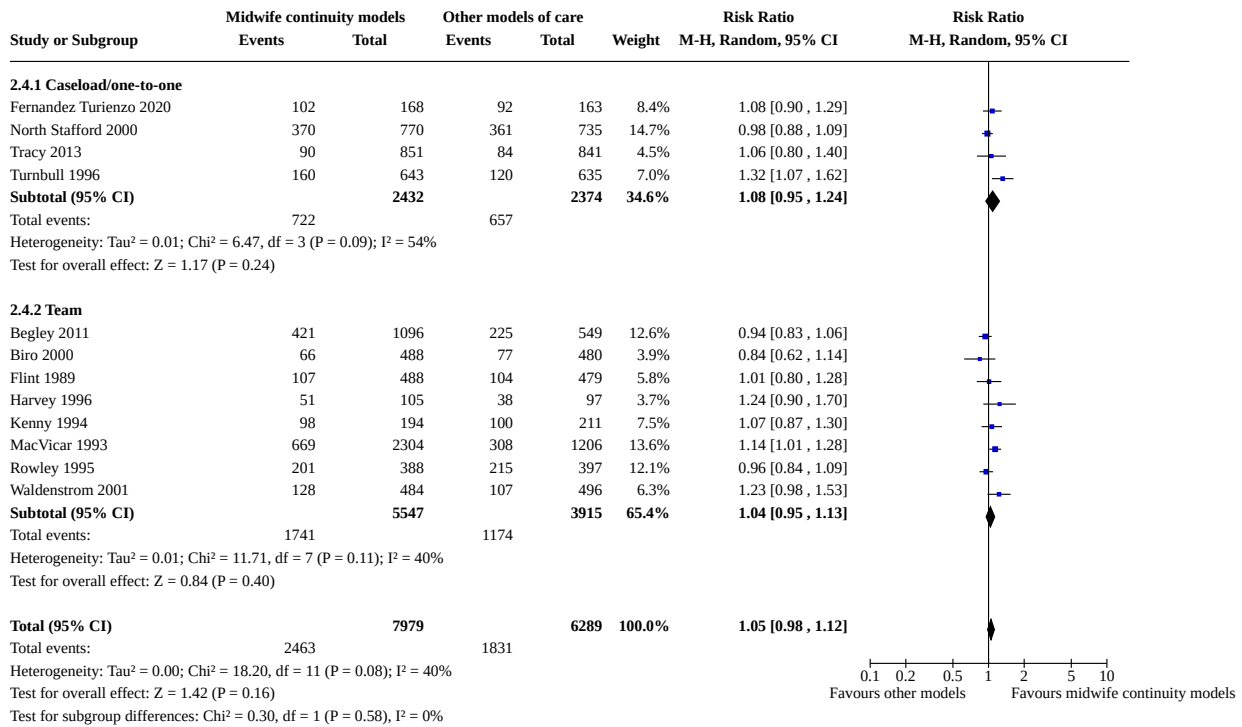 Midwife continuity models Other models of care Risk Ratio Risk Ratio
Study or Subgroup Events Total Events Total Weight M-H, Random, 95% CI M-H, Random, 95% CI
2.4.1 Caseload/one-to-one
Fernandez Turienzo 2020 102 168 92 163 8.4% 1.08 [0.90 , 1.29]
North Stafford 2000 370 770 361 735 14.7% 0.98 [0.88 , 1.09]
Tracy 2013 90 851 84 841 4.5% 1.06 [0.80 , 1.40]
Turnbull 1996 160 643 120 635 7.0% 1.32 [1.07 , 1.62]
Subtotal (95% CI) 2432 2374 34.6% 1.08 [0.95 , 1.24]
Total events: 722 657
Heterogeneity: Tau² = 0.01; Chi² = 6.47, df = 3 (P = 0.09); I² = 54%
Test for overall effect: Z = 1.17 (P = 0.24)
2.4.2 Team
Begley 2011 421 1096 225 549 12.6% 0.94 [0.83 , 1.06]
Biro 2000 66 488 77 480 3.9% 0.84 [0.62 , 1.14]
Flint 1989 107 488 104 479 5.8% 1.01 [0.80 , 1.28]
Harvey 1996 51 105 38 97 3.7% 1.24 [0.90 , 1.70]
Kenny 1994 98 194 100 211 7.5% 1.07 [0.87 , 1.30]
MacVicar 1993 669 2304 308 1206 13.6% 1.14 [1.01 , 1.28]
Rowley 1995 201 388 215 397 12.1% 0.96 [0.84 , 1.09]
Waldenstrom 2001 128 484 107 496 6.3% 1.23 [0.98 , 1.53]
Subtotal (95% CI) 5547 3915 65.4% 1.04 [0.95 , 1.13]
Total events: 1741 1174
Heterogeneity: Tau² = 0.01; Chi² = 11.71, df = 7 (P = 0.11); I² = 40%
Test for overall effect: Z = 0.84 (P = 0.40)
Total (95% CI) 7979 6289 100.0% 1.05 [0.98 , 1.12]
Total events: 2463 1831
Heterogeneity: Tau² = 0.00; Chi² = 18.20, df = 11 (P = 0.08); I² = 40%
0.1 0.2 0.5 1 2 5 10
Test for overall effect: Z = 1.42 (P = 0.16)
Favours other models Favours midwife continuity models
Test for subgroup differences: Chi² = 0.30, df = 1 (P = 0.58), I² = 0%